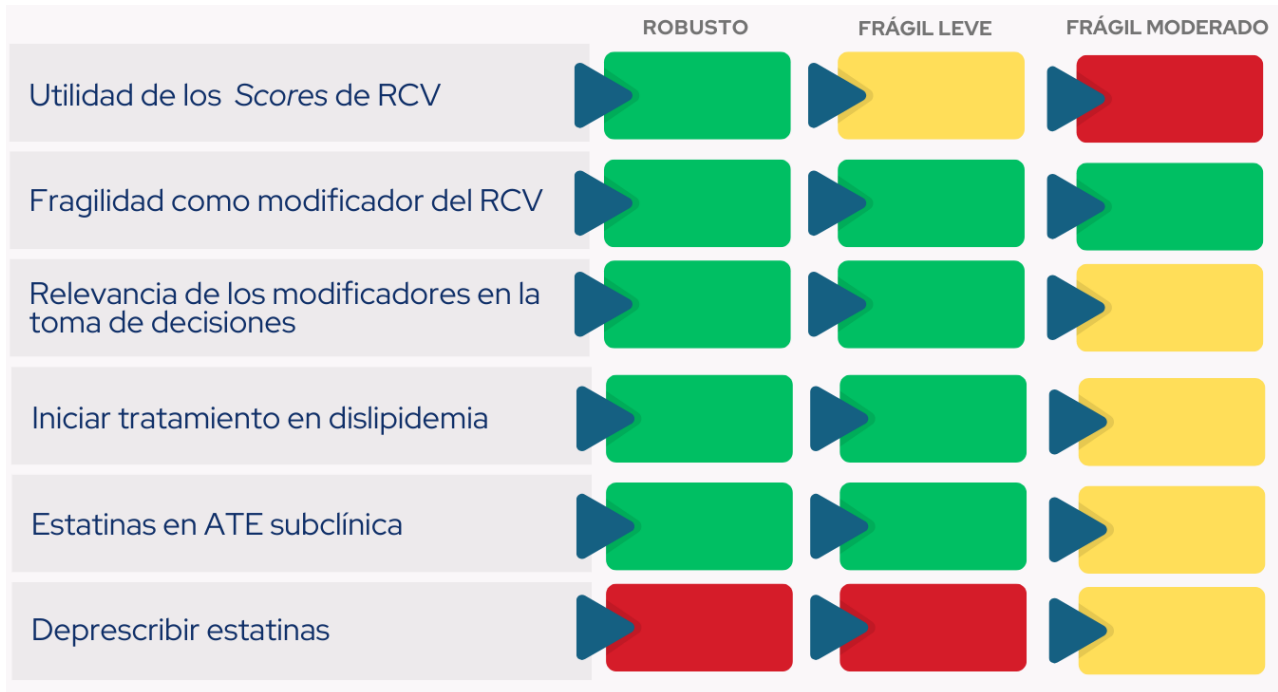 ROBUSTO
FRÁGIL LEVE
FRÁGIL MODERADO
Utilidad de los Scores de RCV
Fragilidad como modificador del RCV
Relevancia de los modificadores en la
toma de decisiones
Iniciar tratamiento en dislipidemia
Estatinas en ATE subclínica
Deprescribir estatinas